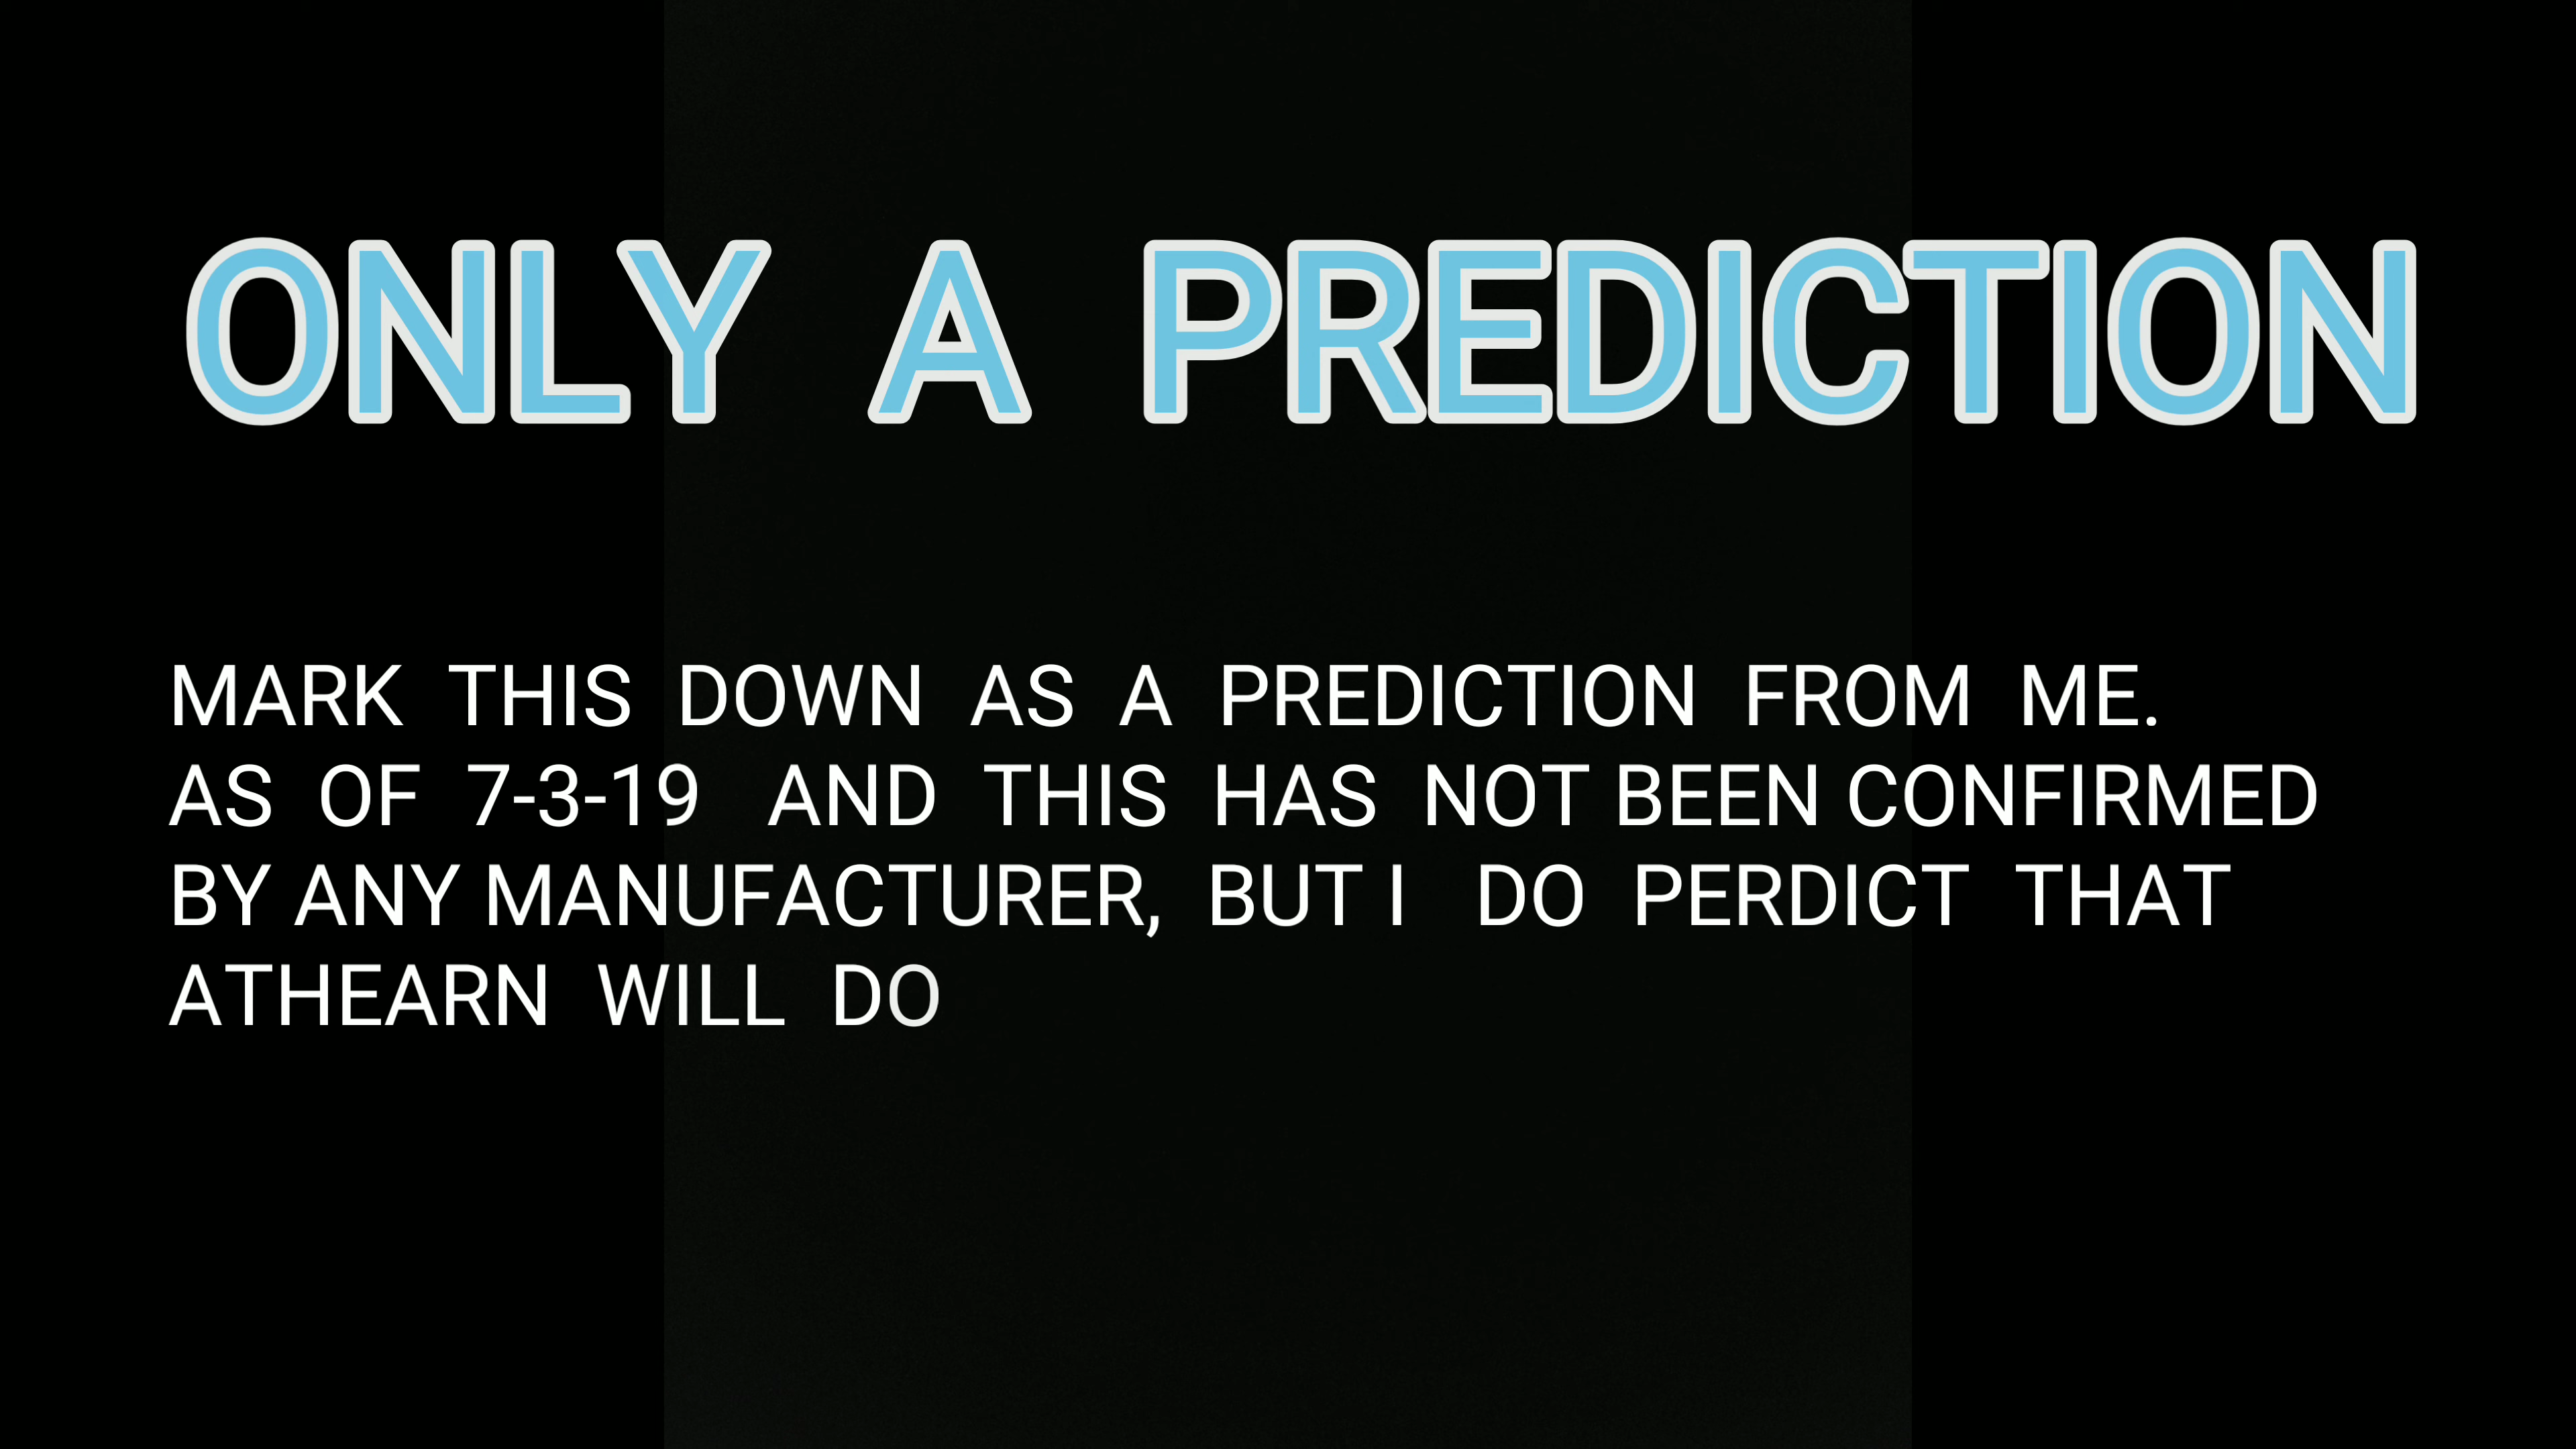 ONLY A PREDICTION
MARK THIS DOWN AS A PREDICTION FROM ME.
AS OF 7-3-19 AND THIS HAS NOT BEEN CONFIRMED
BY ANY MANUFACTURER, BUT I DO PERDICT THAT
ATHEARN WILL DO